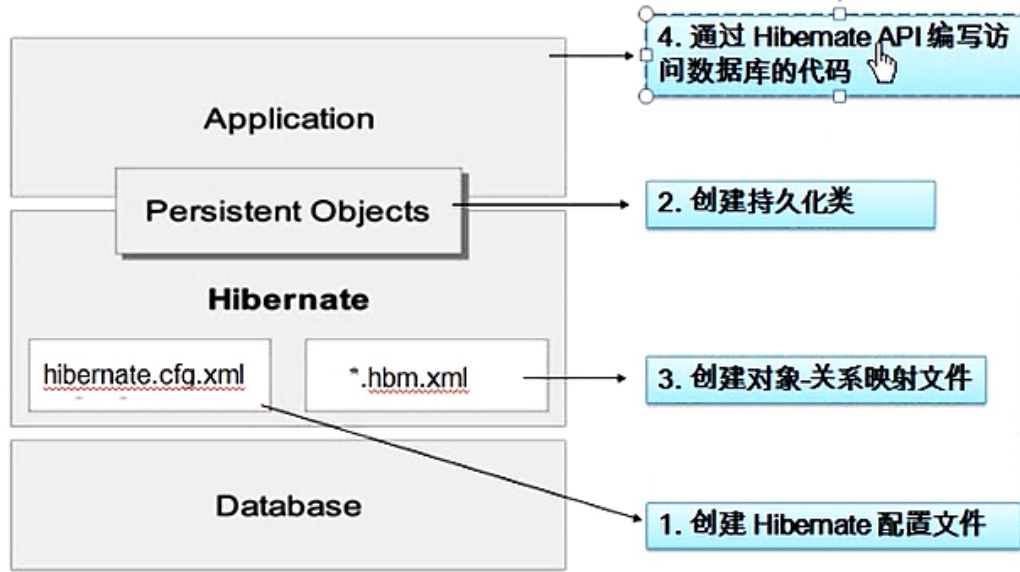 4. 通过 Hibernate API 编写访
问数据库的代码
Application
Persistent Objects
2. 创建持久化类
Hibernate
hibernate.cfg.xml
*.hbm.xml
3. 创建对象-关系映射文件
Database
1. 创建 Hibernate 配置文件